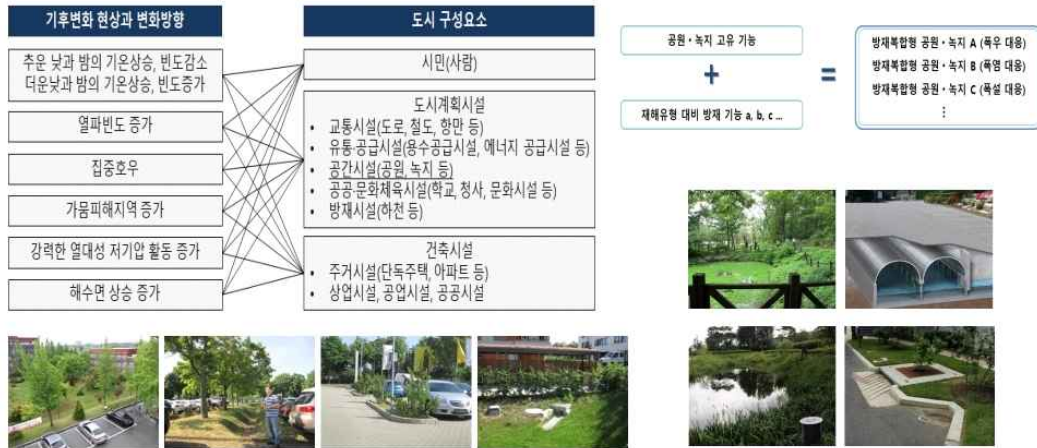 기후변화 현상과 변화방향
추운 낮과 밤의 기온상승, 빈도감소
더운낮과 밤의 기온상승, 빈도증가
열파빈도 증가
집중호우
가뭄피해지역 증가
강력한 열대성 저기압 활동 증가
해수면 상승 증가
도시 구성요소
시민(사람)
도시계획시설
• 교통시설(도로, 철도, 항만 등)
• 유통·공급시설(용수공급시설, 에너지 공급시설 등)
• 공간시설(공원, 녹지 등)
• 공공·문화체육시설(학교, 청사, 문화시설 등)
• 방재시설(하천 등)
건축시설
• 주거시설(단독주택, 아파트 등)
• 상업시설, 공업시설, 공공시설
공원·녹지 고유 기능
+
재해유형 대비 방재 기능 a, b, c ...
=
방재복합형 공원·녹지 A (폭우 대응)
방재복합형 공원·녹지 B (폭염 대응)
방재복합형 공원·녹지 C (폭설 대응)
⋮